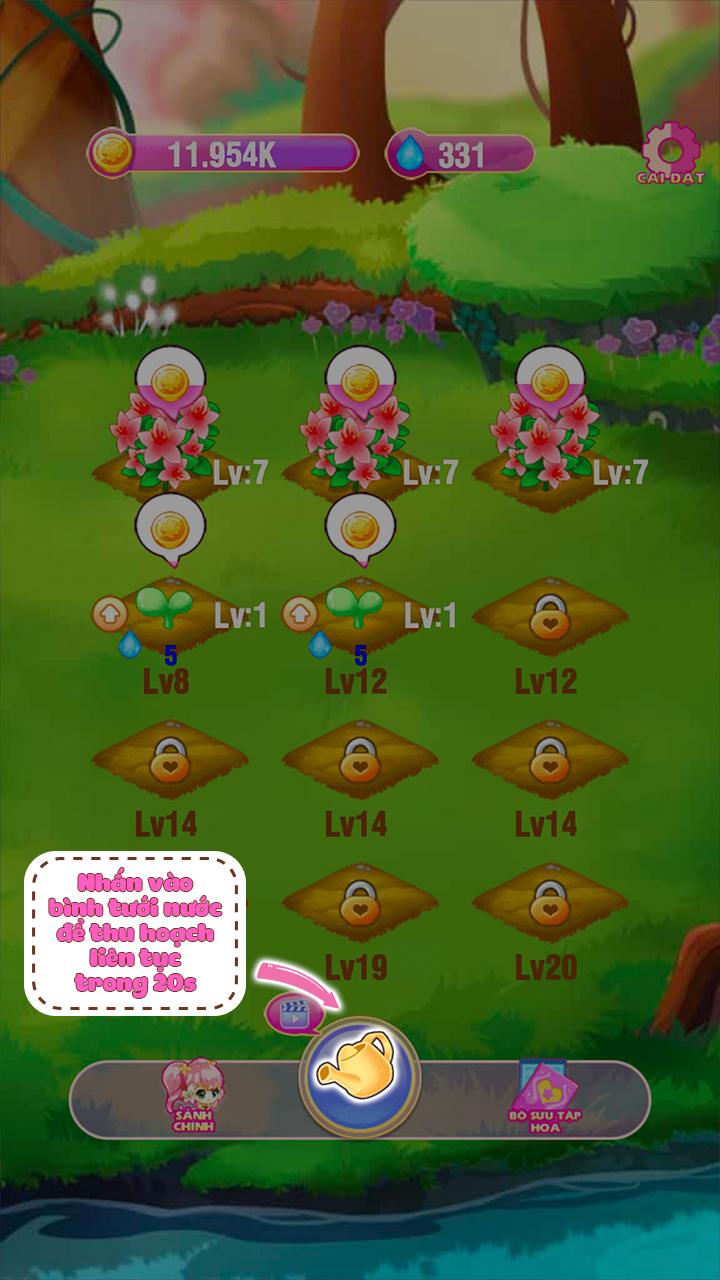 11.954K
331
CÀI ĐẶT
Lv:7
Lv:7
Lv:7
Lv:1
Lv:1
5
5
Lv8
Lv12
Lv12
Lv14
Lv14
Lv14
Nhấn vào
bình tưới nước
để thu hoạch
liên tục
trong 20s
Lv19
Lv20
SẢNH
CHÍNH
BỘ SƯU TẬP
HOA